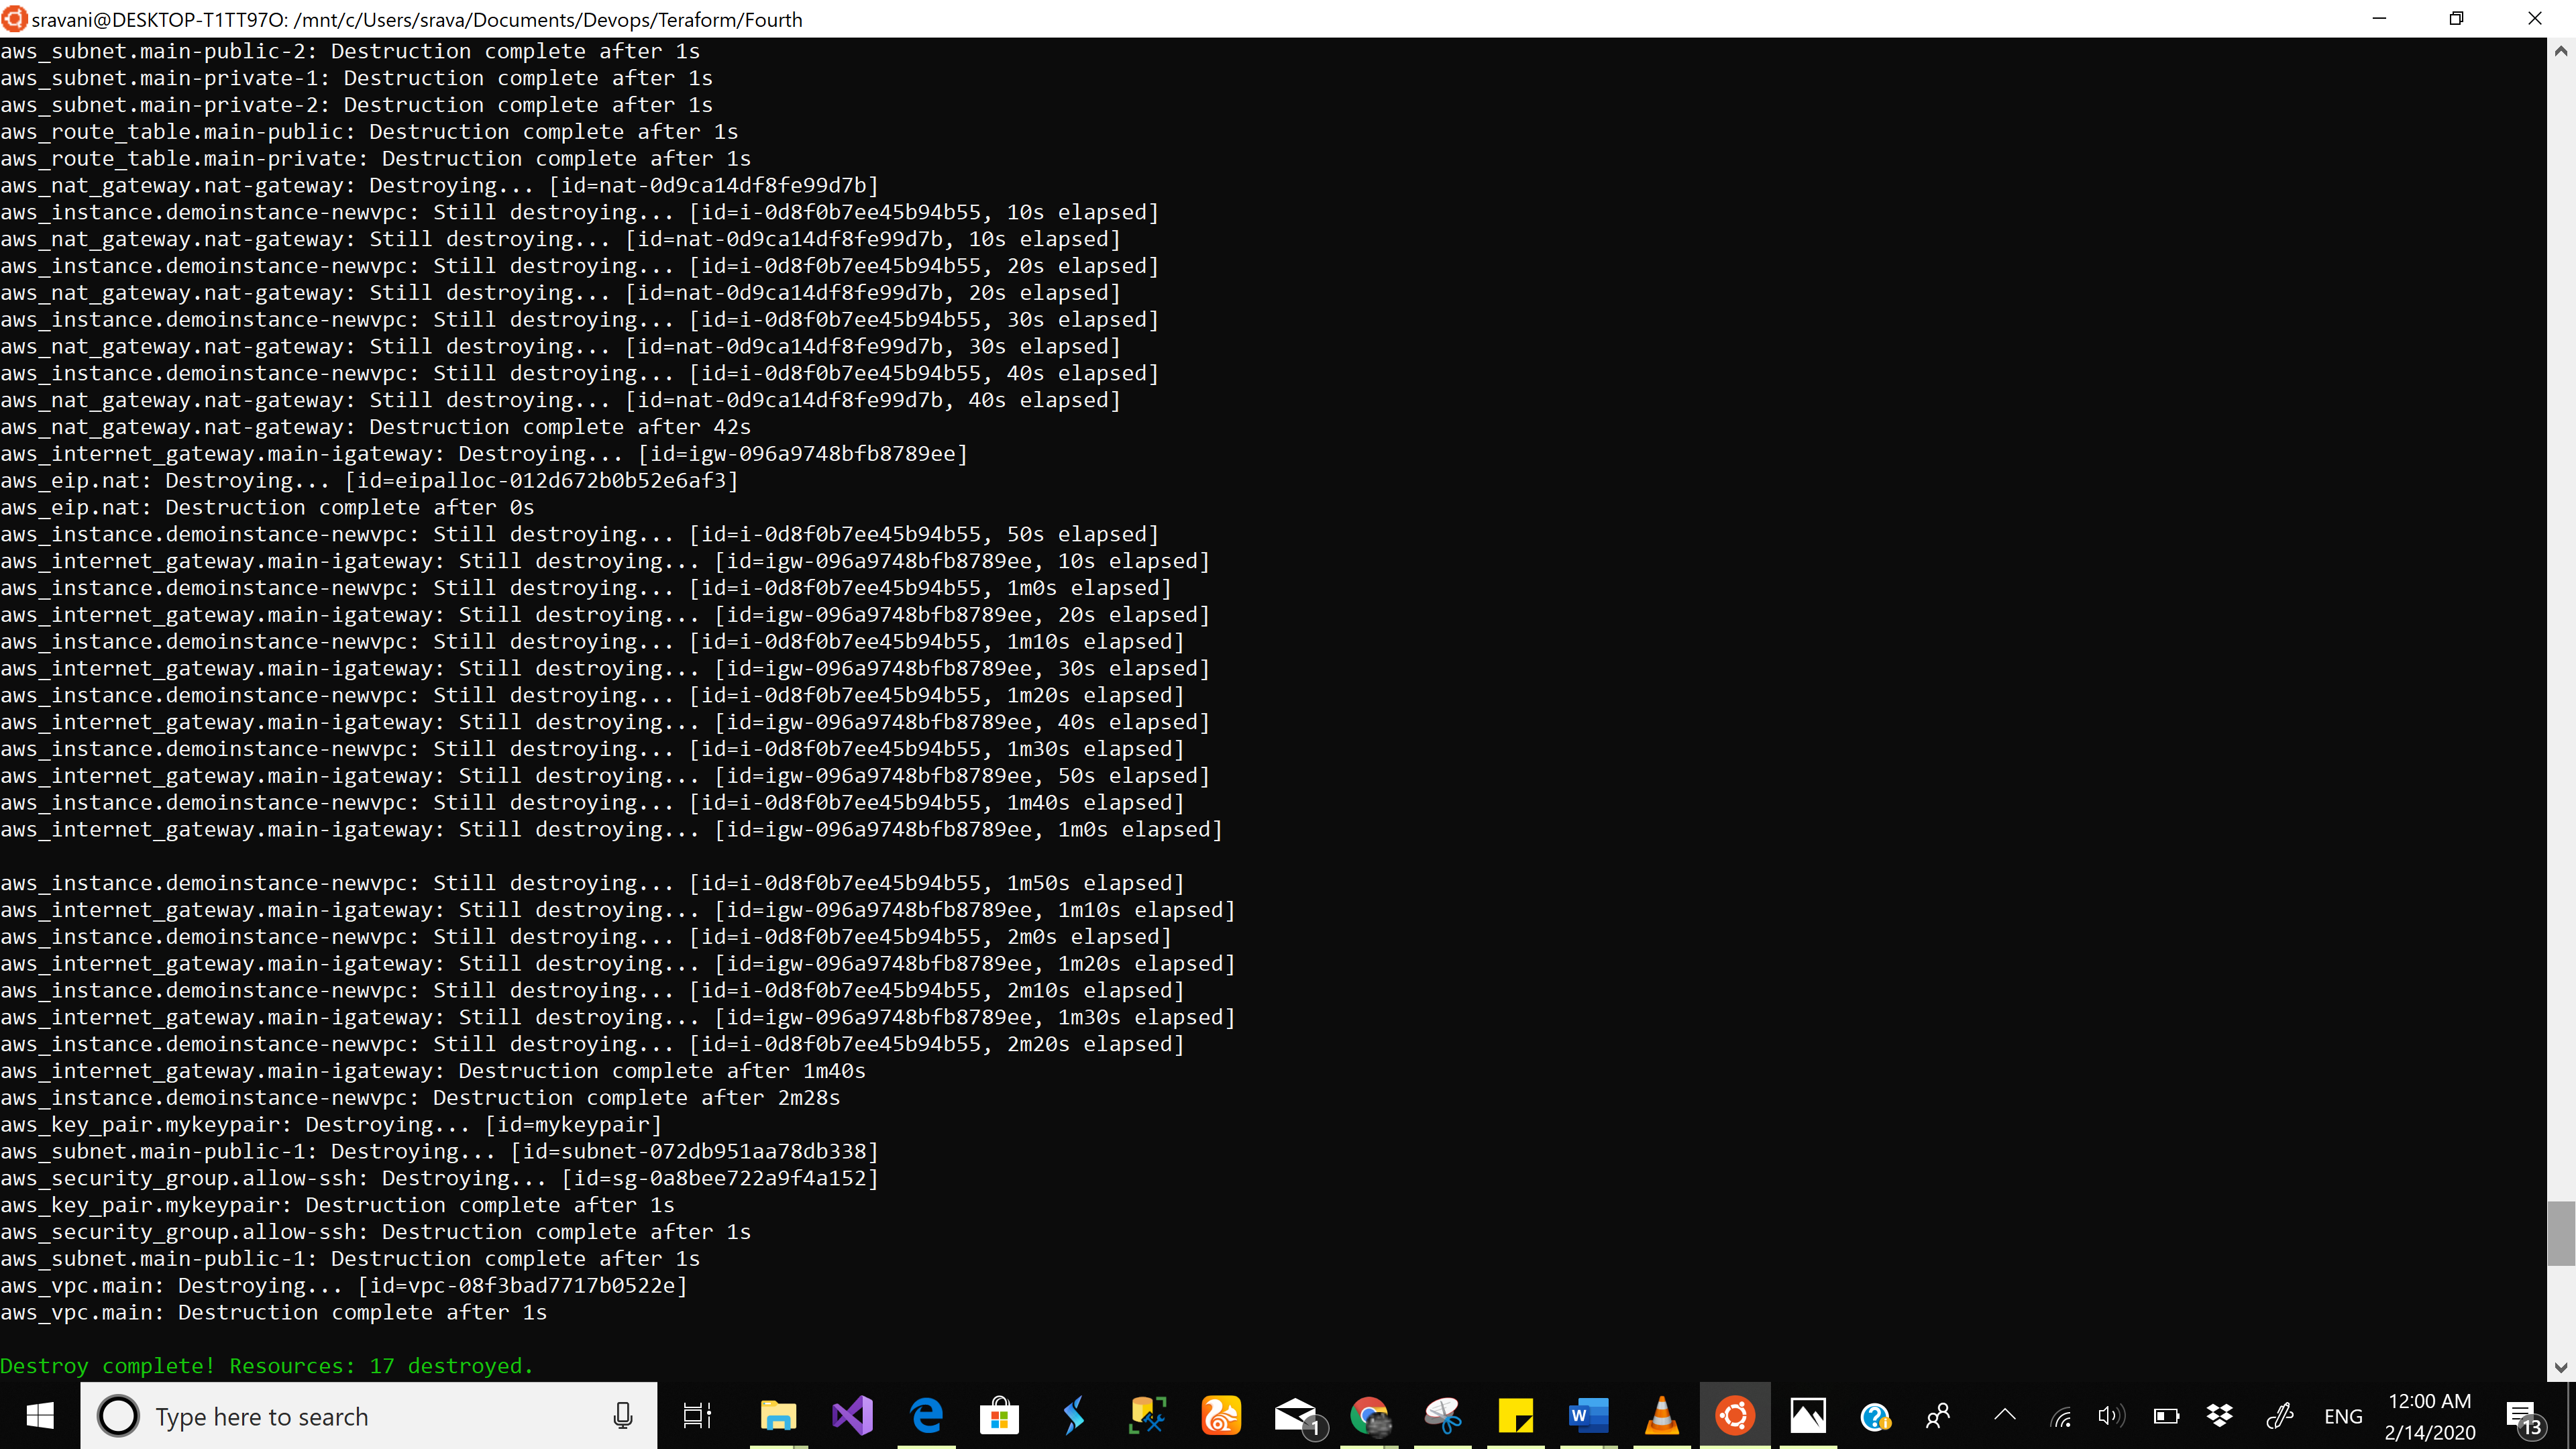 sravani@DESKTOP-T1TT97O: /mnt/c/Users/srava/Documents/Devops/Teraform/Fourth
aws_subnet.main-public-2: Destruction complete after 1s
aws_subnet.main-private-1: Destruction complete after 1s
aws_subnet.main-private-2: Destruction complete after 1s
aws_route_table.main-public: Destruction complete after 1s
aws_route_table.main-private: Destruction complete after 1s
aws_nat_gateway.nat-gateway: Destroying... [id=nat-0d9ca14df8fe99d7b]
aws_instance.demoinstance-newvpc: Still destroying... [id=i-0d8f0b7ee45b94b55, 10s elapsed]
aws_nat_gateway.nat-gateway: Still destroying... [id=nat-0d9ca14df8fe99d7b, 10s elapsed]
aws_instance.demoinstance-newvpc: Still destroying... [id=i-0d8f0b7ee45b94b55, 20s elapsed]
aws_nat_gateway.nat-gateway: Still destroying... [id=nat-0d9ca14df8fe99d7b, 20s elapsed]
aws_instance.demoinstance-newvpc: Still destroying... [id=i-0d8f0b7ee45b94b55, 30s elapsed]
aws_nat_gateway.nat-gateway: Still destroying... [id=nat-0d9ca14df8fe99d7b, 30s elapsed]
aws_instance.demoinstance-newvpc: Still destroying... [id=i-0d8f0b7ee45b94b55, 40s elapsed]
aws_nat_gateway.nat-gateway: Still destroying... [id=nat-0d9ca14df8fe99d7b, 40s elapsed]
aws_nat_gateway.nat-gateway: Destruction complete after 42s
aws_internet_gateway.main-igateway: Destroying... [id=igw-096a9748bfb8789ee]
aws_eip.nat: Destroying... [id=eipalloc-012d672b0b52e6af3]
aws_eip.nat: Destruction complete after 0s
aws_instance.demoinstance-newvpc: Still destroying... [id=i-0d8f0b7ee45b94b55, 50s elapsed]
aws_internet_gateway.main-igateway: Still destroying... [id=igw-096a9748bfb8789ee, 10s elapsed]
aws_instance.demoinstance-newvpc: Still destroying... [id=i-0d8f0b7ee45b94b55, 1m0s elapsed]
aws_internet_gateway.main-igateway: Still destroying... [id=igw-096a9748bfb8789ee, 20s elapsed]
aws_instance.demoinstance-newvpc: Still destroying... [id=i-0d8f0b7ee45b94b55, 1m10s elapsed]
aws_internet_gateway.main-igateway: Still destroying... [id=igw-096a9748bfb8789ee, 30s elapsed]
aws_instance.demoinstance-newvpc: Still destroying... [id=i-0d8f0b7ee45b94b55, 1m20s elapsed]
aws_internet_gateway.main-igateway: Still destroying... [id=igw-096a9748bfb8789ee, 40s elapsed]
aws_instance.demoinstance-newvpc: Still destroying... [id=i-0d8f0b7ee45b94b55, 1m30s elapsed]
aws_internet_gateway.main-igateway: Still destroying... [id=igw-096a9748bfb8789ee, 50s elapsed]
aws_instance.demoinstance-newvpc: Still destroying... [id=i-0d8f0b7ee45b94b55, 1m40s elapsed]
aws_internet_gateway.main-igateway: Still destroying... [id=igw-096a9748bfb8789ee, 1m0s elapsed]
aws_instance.demoinstance-newvpc: Still destroying... [id=i-0d8f0b7ee45b94b55, 1m50s elapsed]
aws_internet_gateway.main-igateway: Still destroying... [id=igw-096a9748bfb8789ee, 1m10s elapsed]
aws_instance.demoinstance-newvpc: Still destroying... [id=i-0d8f0b7ee45b94b55, 2m0s elapsed]
aws_internet_gateway.main-igateway: Still destroying... [id=igw-096a9748bfb8789ee, 1m20s elapsed]
aws_instance.demoinstance-newvpc: Still destroying... [id=i-0d8f0b7ee45b94b55, 2m10s elapsed]
aws_internet_gateway.main-igateway: Still destroying... [id=igw-096a9748bfb8789ee, 1m30s elapsed]
aws_instance.demoinstance-newvpc: Still destroying... [id=i-0d8f0b7ee45b94b55, 2m20s elapsed]
aws_internet_gateway.main-igateway: Destruction complete after 1m40s
aws_instance.demoinstance-newvpc: Destruction complete after 2m28s
aws_key_pair.mykeypair: Destroying... [id=mykeypair]
aws_subnet.main-public-1: Destroying... [id=subnet-072db951aa78db338]
aws_security_group.allow-ssh: Destroying... [id=sg-0a8bee722a9f4a152]
aws_key_pair.mykeypair: Destruction complete after 1s
aws_security_group.allow-ssh: Destruction complete after 1s
aws_subnet.main-public-1: Destruction complete after 1s
aws_vpc.main: Destroying... [id=vpc-08f3bad7717b0522e]
aws_vpc.main: Destruction complete after 1s
Destroy complete! Resources: 17 destroyed.
Type here to search
1
W
ENG
12:00 AM
2/14/2020
13